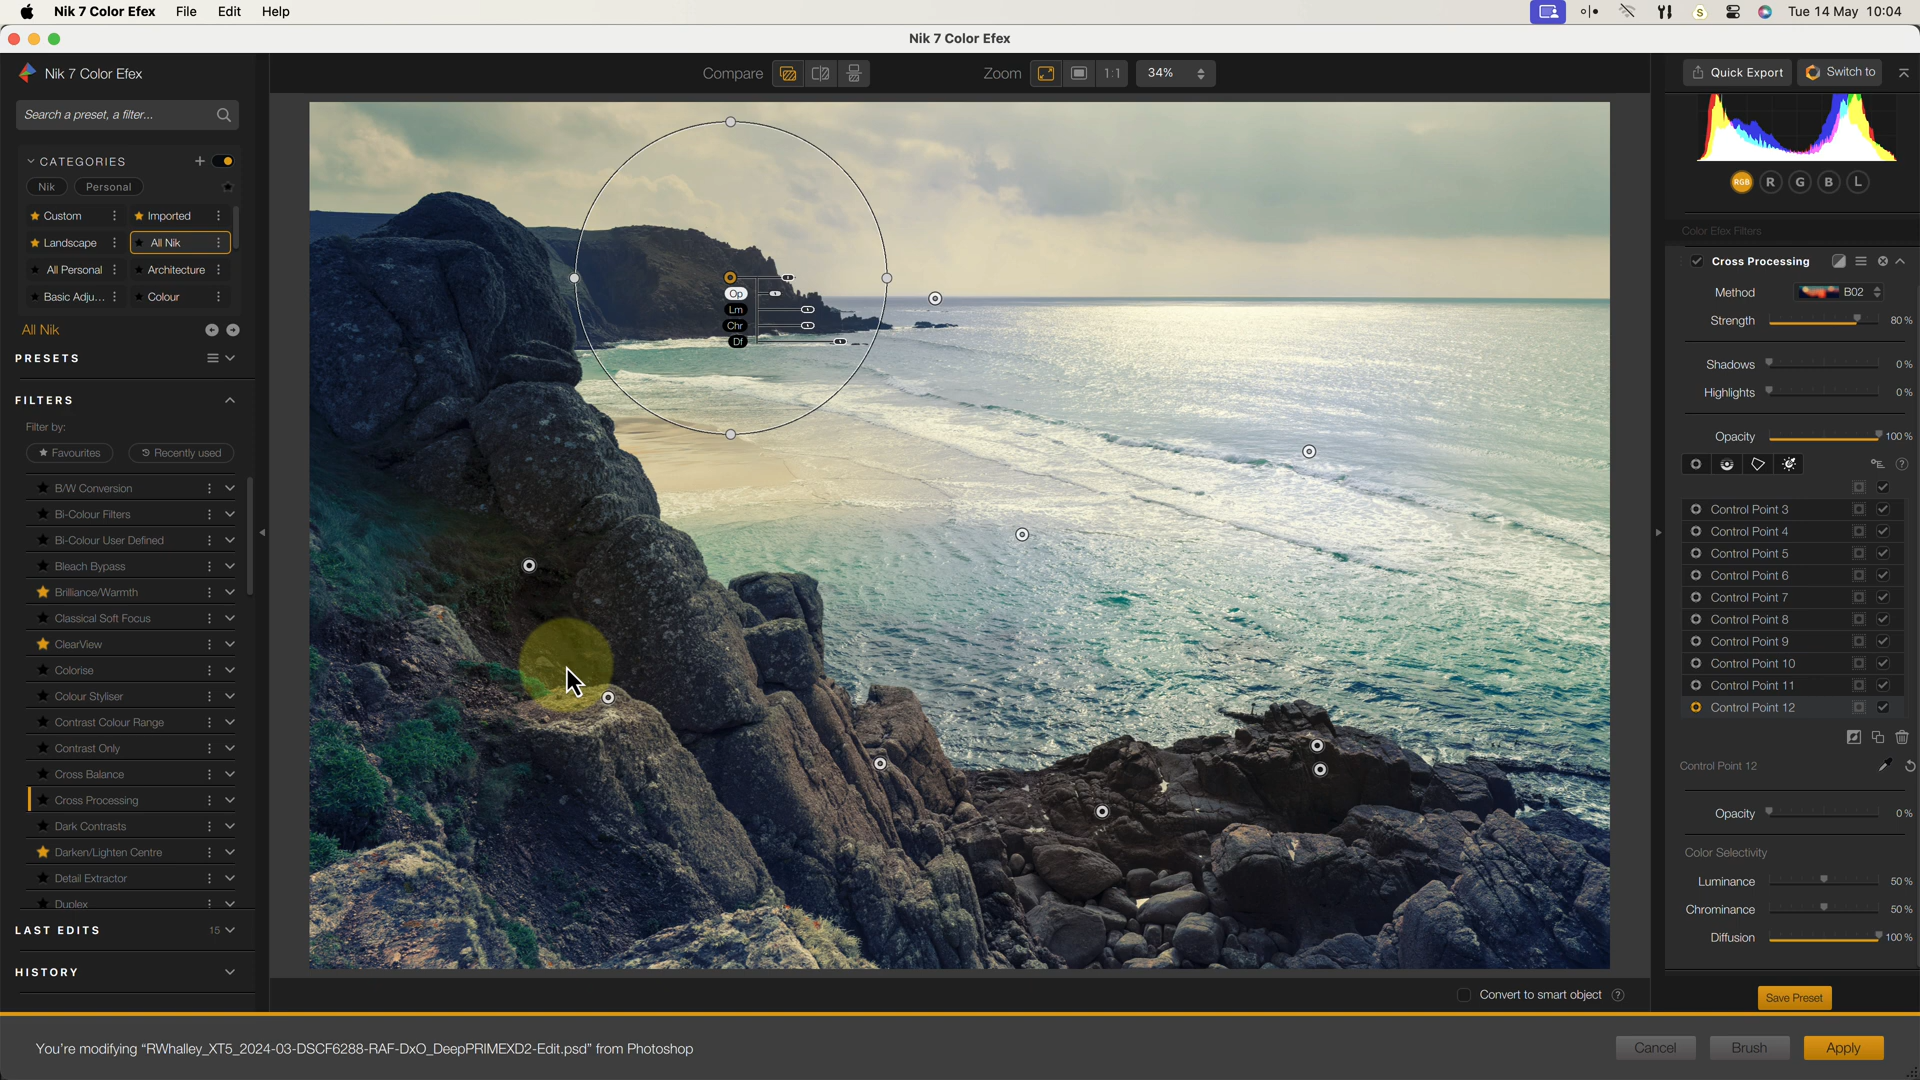 Nik 7 Color Efex File Edit Help S Tue 14 May 10:04
Nik 7 Color Efex
Nik 7 Color Efex
Compare Zoom 1:1 34%
Quick Export Switch to
Search a preset, a filter...
CATEGORIES
Nik Personal
Custom Imported
Landscape All Nik
All Personal Architecture
Basic Adju... Colour
All Nik
PRESETS
FILTERS
Filter by:
Favourites Recently used
B/W Conversion
Bi-Colour Filters
Bi-Colour User Defined
Bleach Bypass
Brilliance/Warmth
Classical Soft Focus
ClearView
Colorise
Colour Styliser
Contrast Colour Range
Contrast Only
Cross Balance
Cross Processing
Dark Contrasts
Darken/Lighten Centre
Detail Extractor
Duplex
LAST EDITS 15
HISTORY
Op
Lm
Chr
Df
RGB R G B L
Color Efex Filters
Cross Processing
Method B02
Strength 80%
Shadows 0%
Highlights 0%
Opacity 100%
Control Point 3
Control Point 4
Control Point 5
Control Point 6
Control Point 7
Control Point 8
Control Point 9
Control Point 10
Control Point 11
Control Point 12
Control Point 12
Opacity 0%
Color Selectivity
Luminance 50%
Chrominance 50%
Diffusion 100%
Convert to smart object ?
Save Preset
You're modifying "RWhalley_XT5_2024-03-DSCF6288-RAF-DxO_DeepPRIMEXD2-Edit.psd" from Photoshop
Cancel Brush Apply